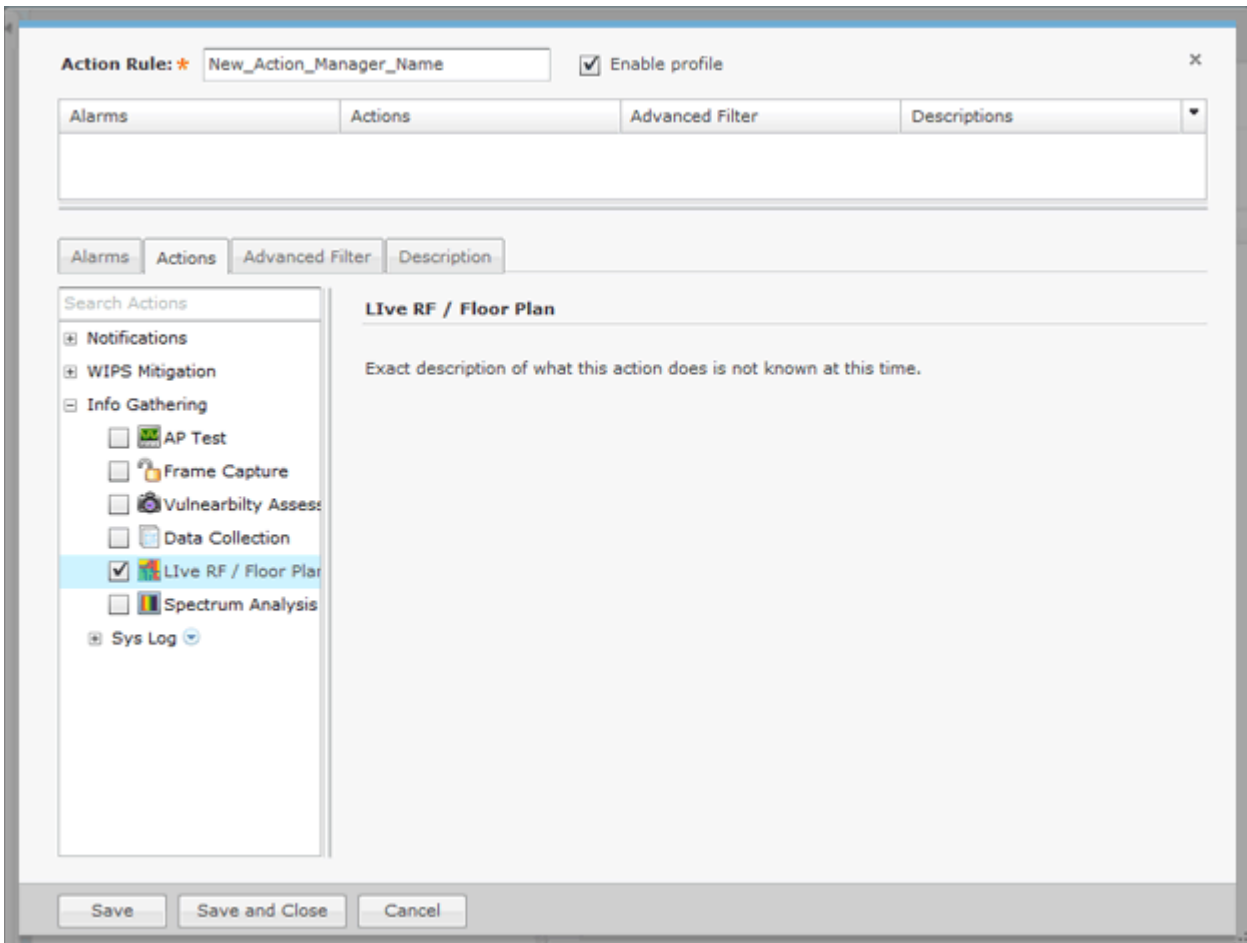 Action Rule: * New_Action_Manager_Name Enable profile
Alarms Actions Advanced Filter Descriptions
Alarms Actions Advanced Filter Description
Search Actions
LIve RF / Floor Plan
Notifications
WIPS Mitigation
Exact description of what this action does is not known at this time.
Info Gathering
AP Test
Frame Capture
Vulnearbilty Assess
Data Collection
LIve RF / Floor Plan
Spectrum Analysis
Sys Log
Save Save and Close Cancel